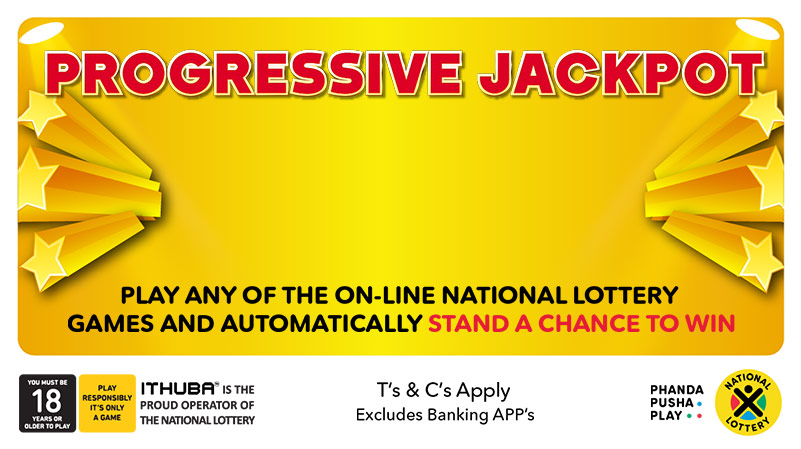 PROGRESSIVE JACKPOT
PLAY ANY OF THE ON-LINE NATIONAL LOTTERY
GAMES AND AUTOMATICALLY STAND A CHANCE TO WIN
YOU MUST BE
18
YEARS OR
OLDER TO PLAY
PLAY
RESPONSIBLY
IT'S ONLY
A GAME
ITHUBA® IS THE
PROUD OPERATOR OF
THE NATIONAL LOTTERY
T's & C's Apply
Excludes Banking APP's
PHANDA
PUSHA
PLAY
NATIONAL
LOTTERY